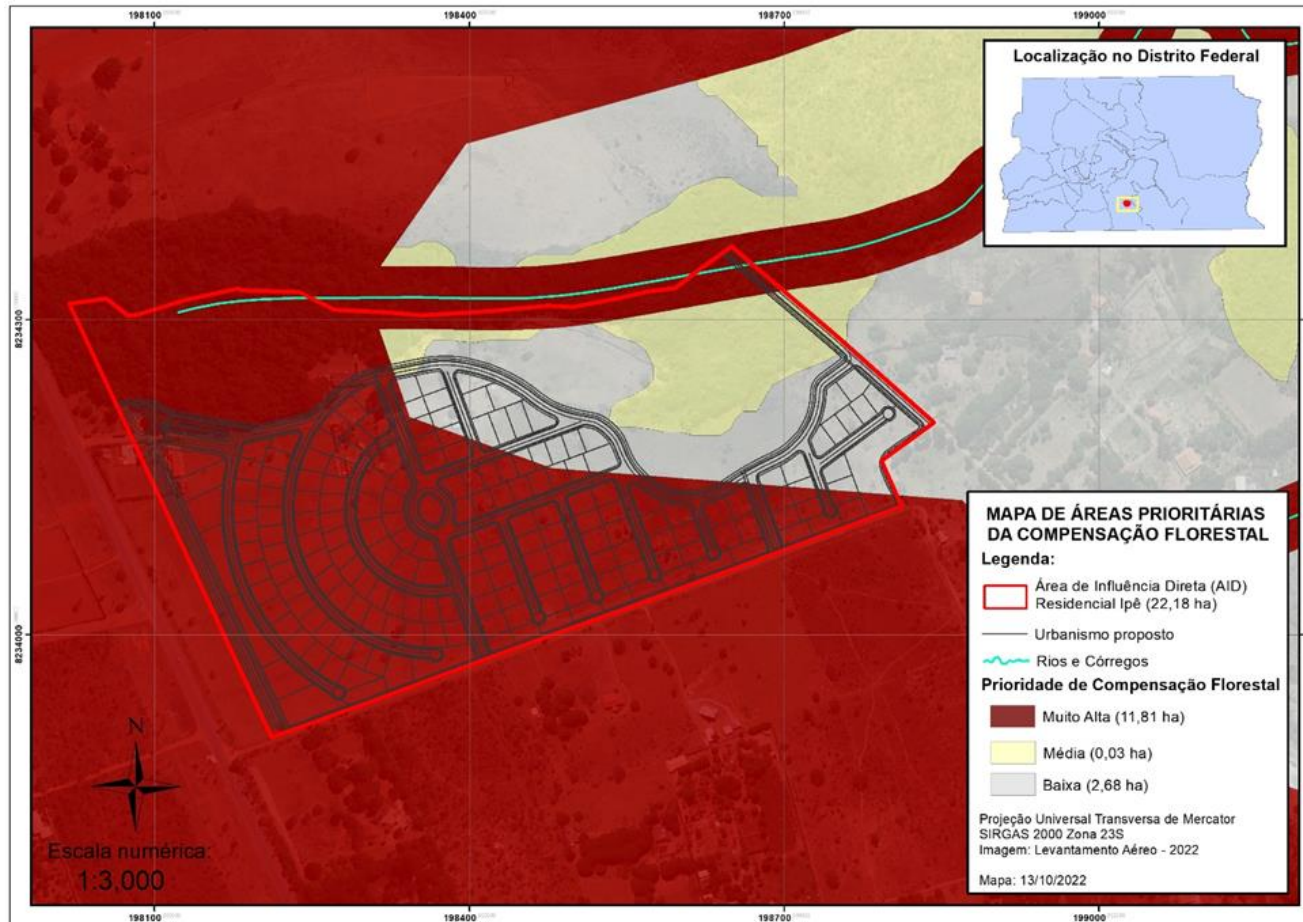 198100
198400
198700
199000
Localização no Distrito Federal
8234300
8234000
MAPA DE ÁREAS PRIORITÁRIAS
DA COMPENSAÇÃO FLORESTAL
Legenda:
Área de Influência Direta (AID)
Residencial Ipê (22,18 ha)
Urbanismo proposto
Rios e Córregos
Prioridade de Compensação Florestal
Muito Alta (11,81 ha)
Média (0,03 ha)
Baixa (2,68 ha)
Projeção Universal Transversa de Mercator
SIRGAS 2000 Zona 23S
Imagem: Levantamento Aéreo - 2022
Mapa: 13/10/2022
N
Escala numérica:
1:3.000
8234300
8234000
198100
198400
198700
199000